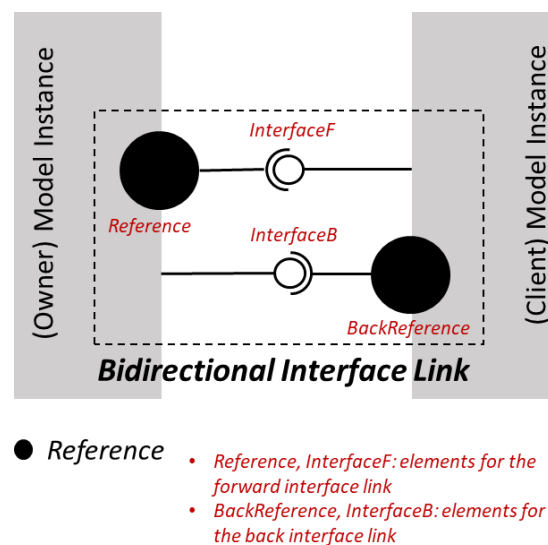 (Owner) Model Instance
InterfaceF
Reference
InterfaceB
BackReference
(Client) Model Instance
Bidirectional Interface Link
Reference
• Reference, InterfaceF: elements for the
forward interface link
• BackReference, InterfaceB: elements for
the back interface link